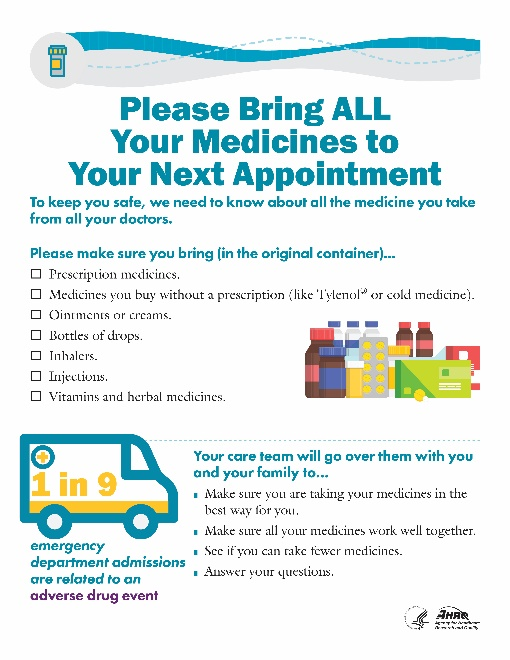 Please Bring ALL
Your Medicines to
Your Next Appointment
To keep you safe, we need to know about all the medicine you take
from all your doctors.
Please make sure you bring (in the original container)...
Prescription medicines.
Medicines you buy without a prescription (like Tylenol® or cold medicine).
Ointments or creams.
Bottles of drops.
Inhalers.
Injections.
Vitamins and herbal medicines.
1 in 9
emergency
department admissions
are related to an
adverse drug event
Your care team will go over them with you
and your family to...
Make sure you are taking your medicines in the
best way for you.
Make sure all your medicines work well together.
See if you can take fewer medicines.
Answer your questions.
AHRQ
Agency for Healthcare
Research and Quality